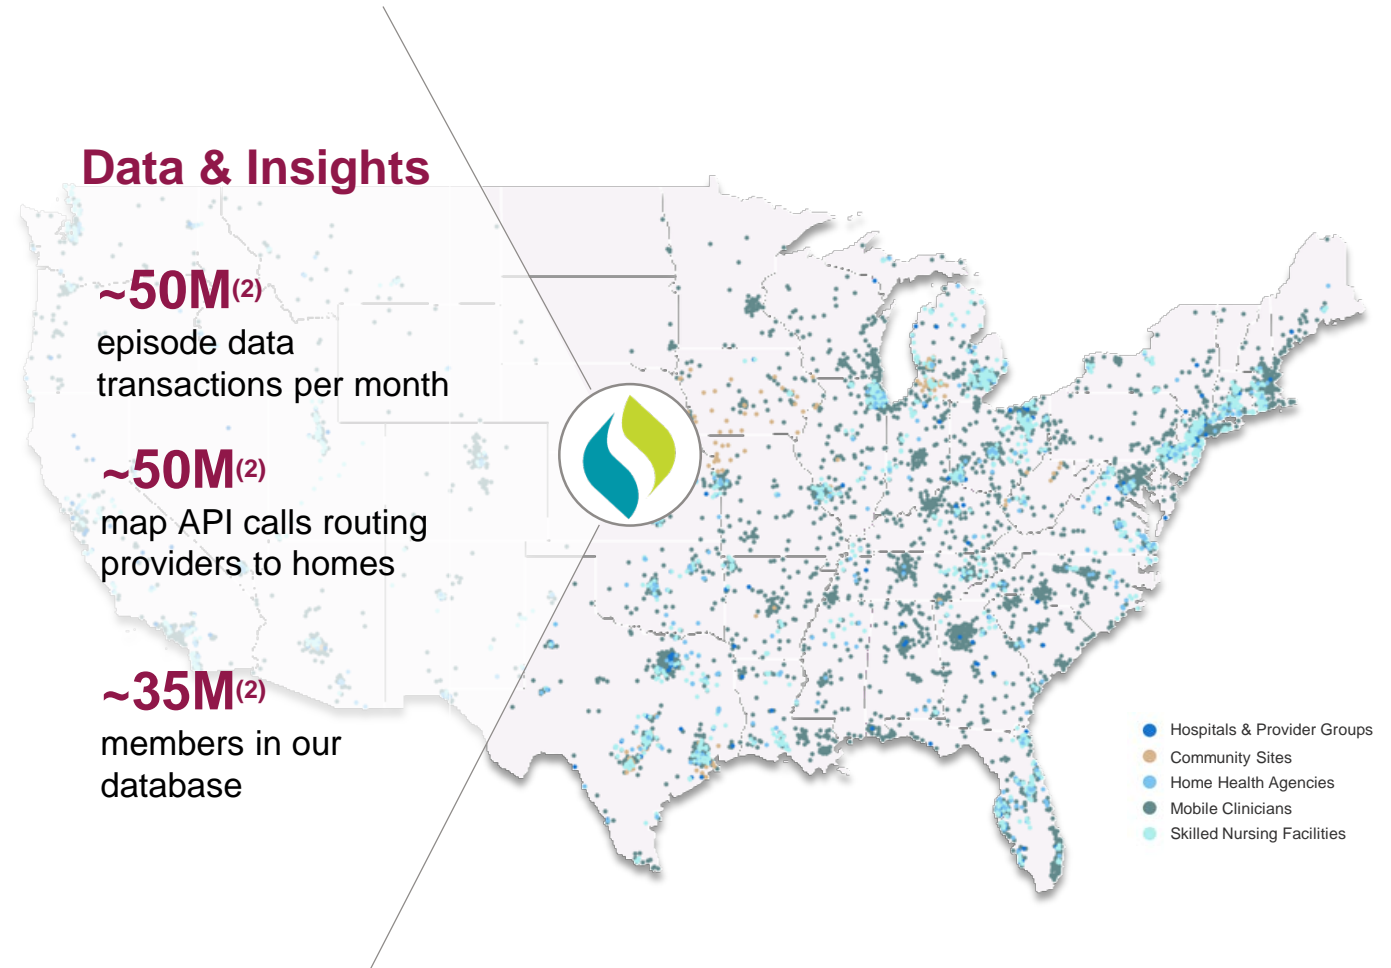 Data & Insights
~50M(2)
episode data
transactions per month
~50M(2)
map API calls routing
providers to homes
~35M(2)
members in our
database
Hospitals & Provider Groups
Community Sites
Home Health Agencies
Mobile Clinicians
Skilled Nursing Facilities